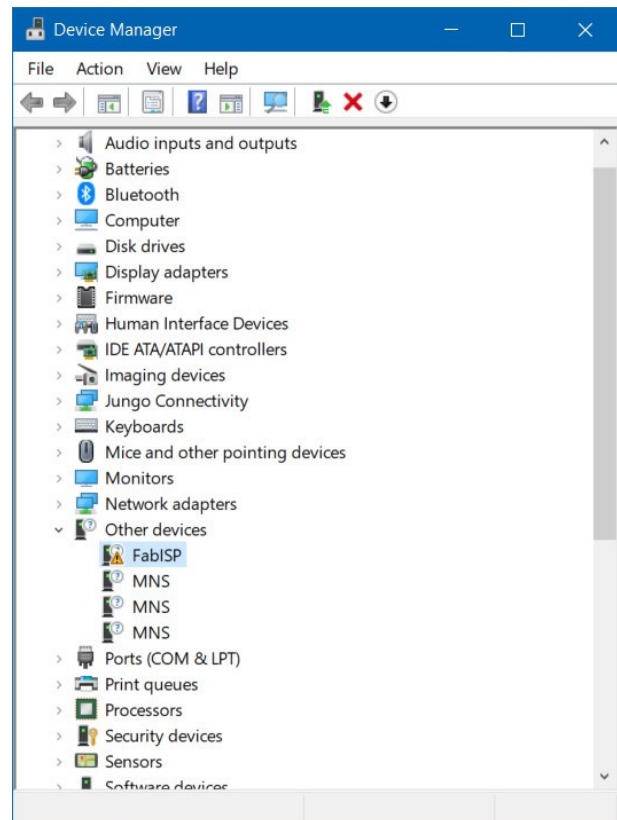 Device Manager
File Action View Help
Audio inputs and outputs
Batteries
Bluetooth
Computer
Disk drives
Display adapters
Firmware
Human Interface Devices
IDE ATA/ATAPI controllers
Imaging devices
Jungo Connectivity
Keyboards
Mice and other pointing devices
Monitors
Network adapters
Other devices
FabISP
MNS
MNS
MNS
Ports (COM & LPT)
Print queues
Processors
Security devices
Sensors
Software devices